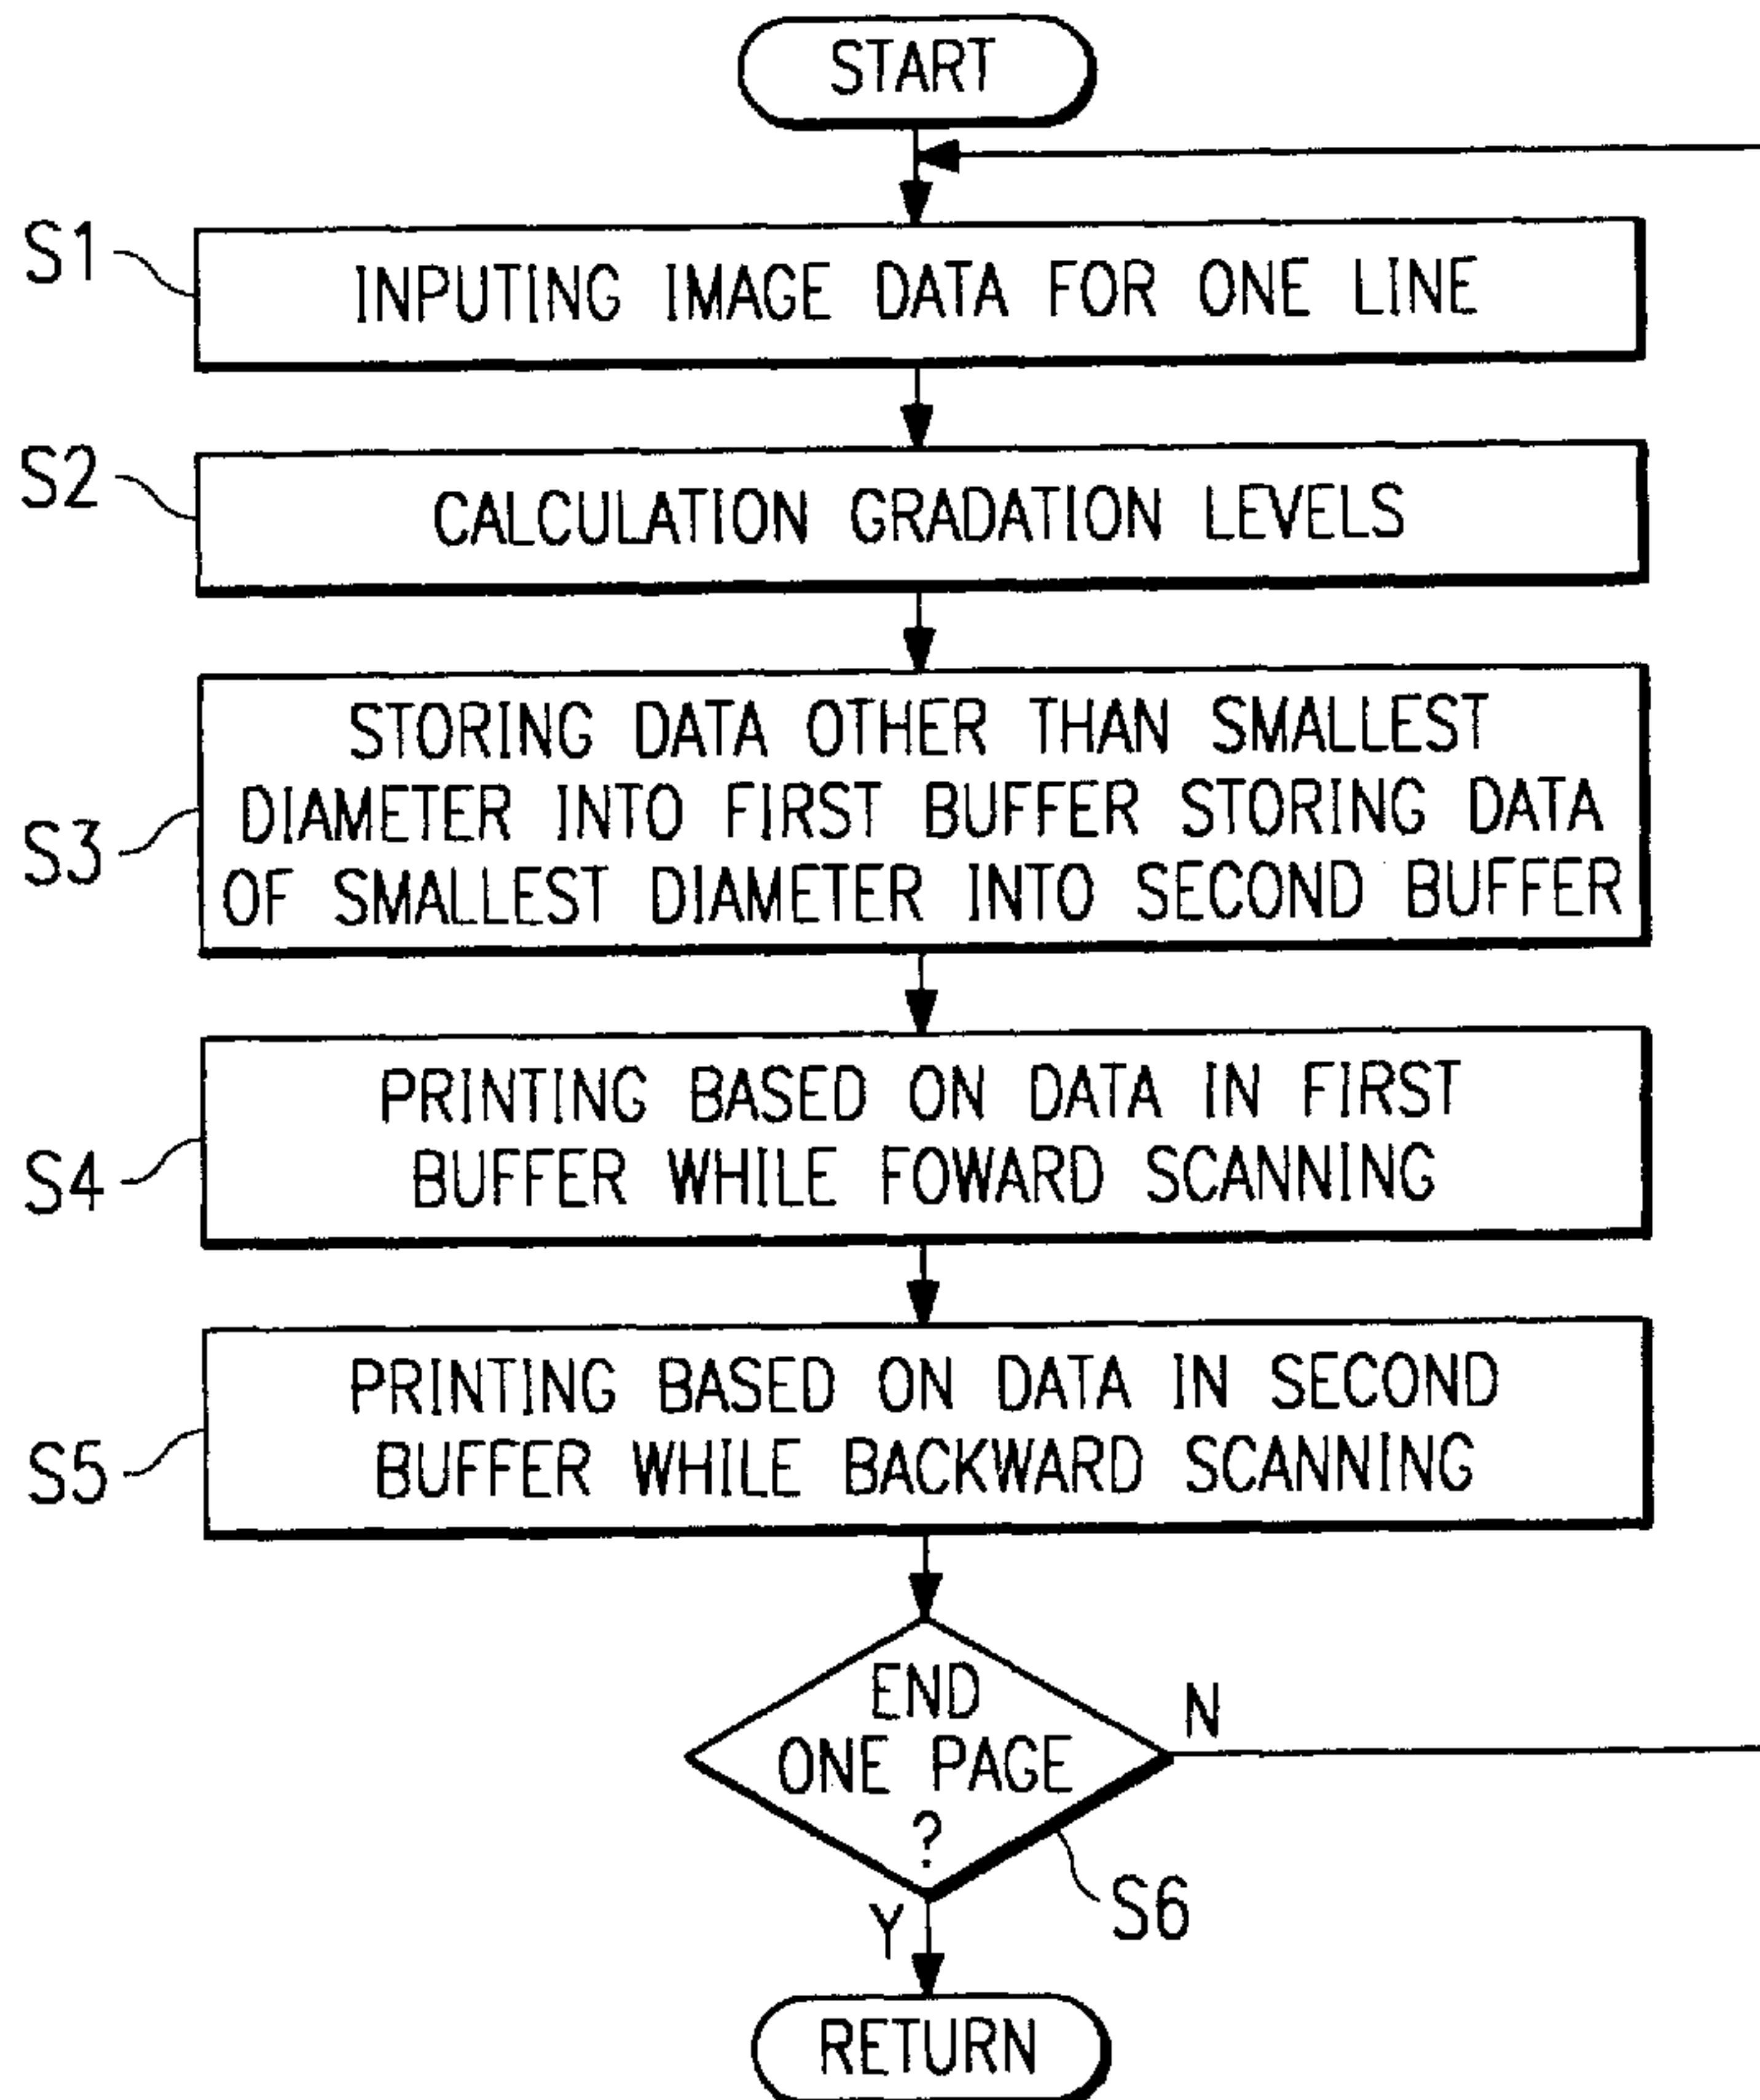 START
S1
INPUTING IMAGE DATA FOR ONE LINE
S2
CALCULATION GRADATION LEVELS
STORING DATA OTHER THAN SMALLEST
DIAMETER INTO FIRST BUFFER STORING DATA
S3
OF SMALLEST DIAMETER INTO SECOND BUFFER
PRINTING BASED ON DATA IN FIRST
S4
BUFFER WHILE FOWARD SCANNING
PRINTING BASED ON DATA IN SECOND
S5
BUFFER WHILE BACKWARD SCANNING
END
N
ONE PAGE
?
S6
Y
RETURN